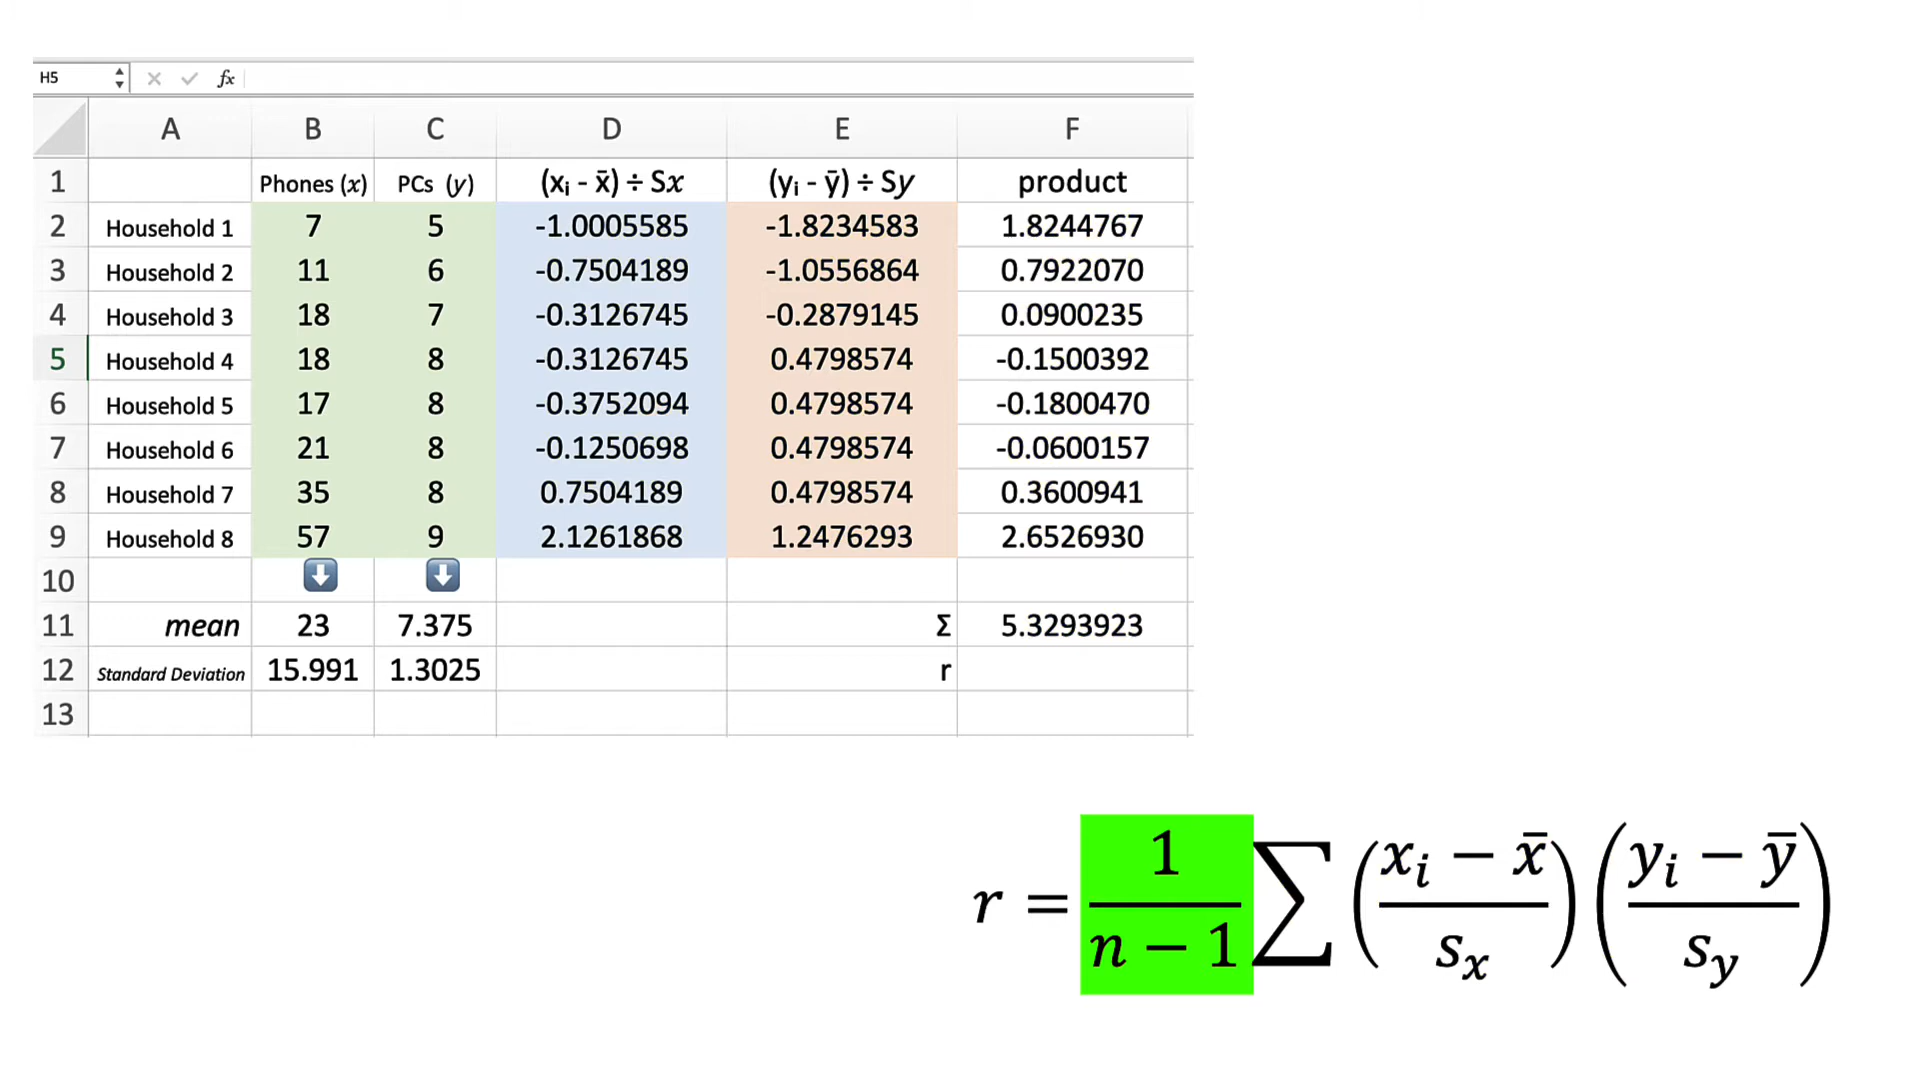 H5 fx
A B C D E F
1 Phones (x) PCs (y) (xᵢ - x̄) ÷ Sx (yᵢ - ȳ) ÷ Sy product
2 Household 1 7 5 -1.0005585 -1.8234583 1.8244767
3 Household 2 11 6 -0.7504189 -1.0556864 0.7922070
4 Household 3 18 7 -0.3126745 -0.2879145 0.0900235
5 Household 4 18 8 -0.3126745 0.4798574 -0.1500392
6 Household 5 17 8 -0.3752094 0.4798574 -0.1800470
7 Household 6 21 8 -0.1250698 0.4798574 -0.0600157
8 Household 7 35 8 0.7504189 0.4798574 0.3600941
9 Household 8 57 9 2.1261868 1.2476293 2.6526930
10
11 mean 23 7.375 Σ 5.3293923
12 Standard Deviation 15.991 1.3025 r
13
r = 1/(n − 1) ∑ ((xᵢ − x̄)/sₓ) ((yᵢ − ȳ)/s_y)